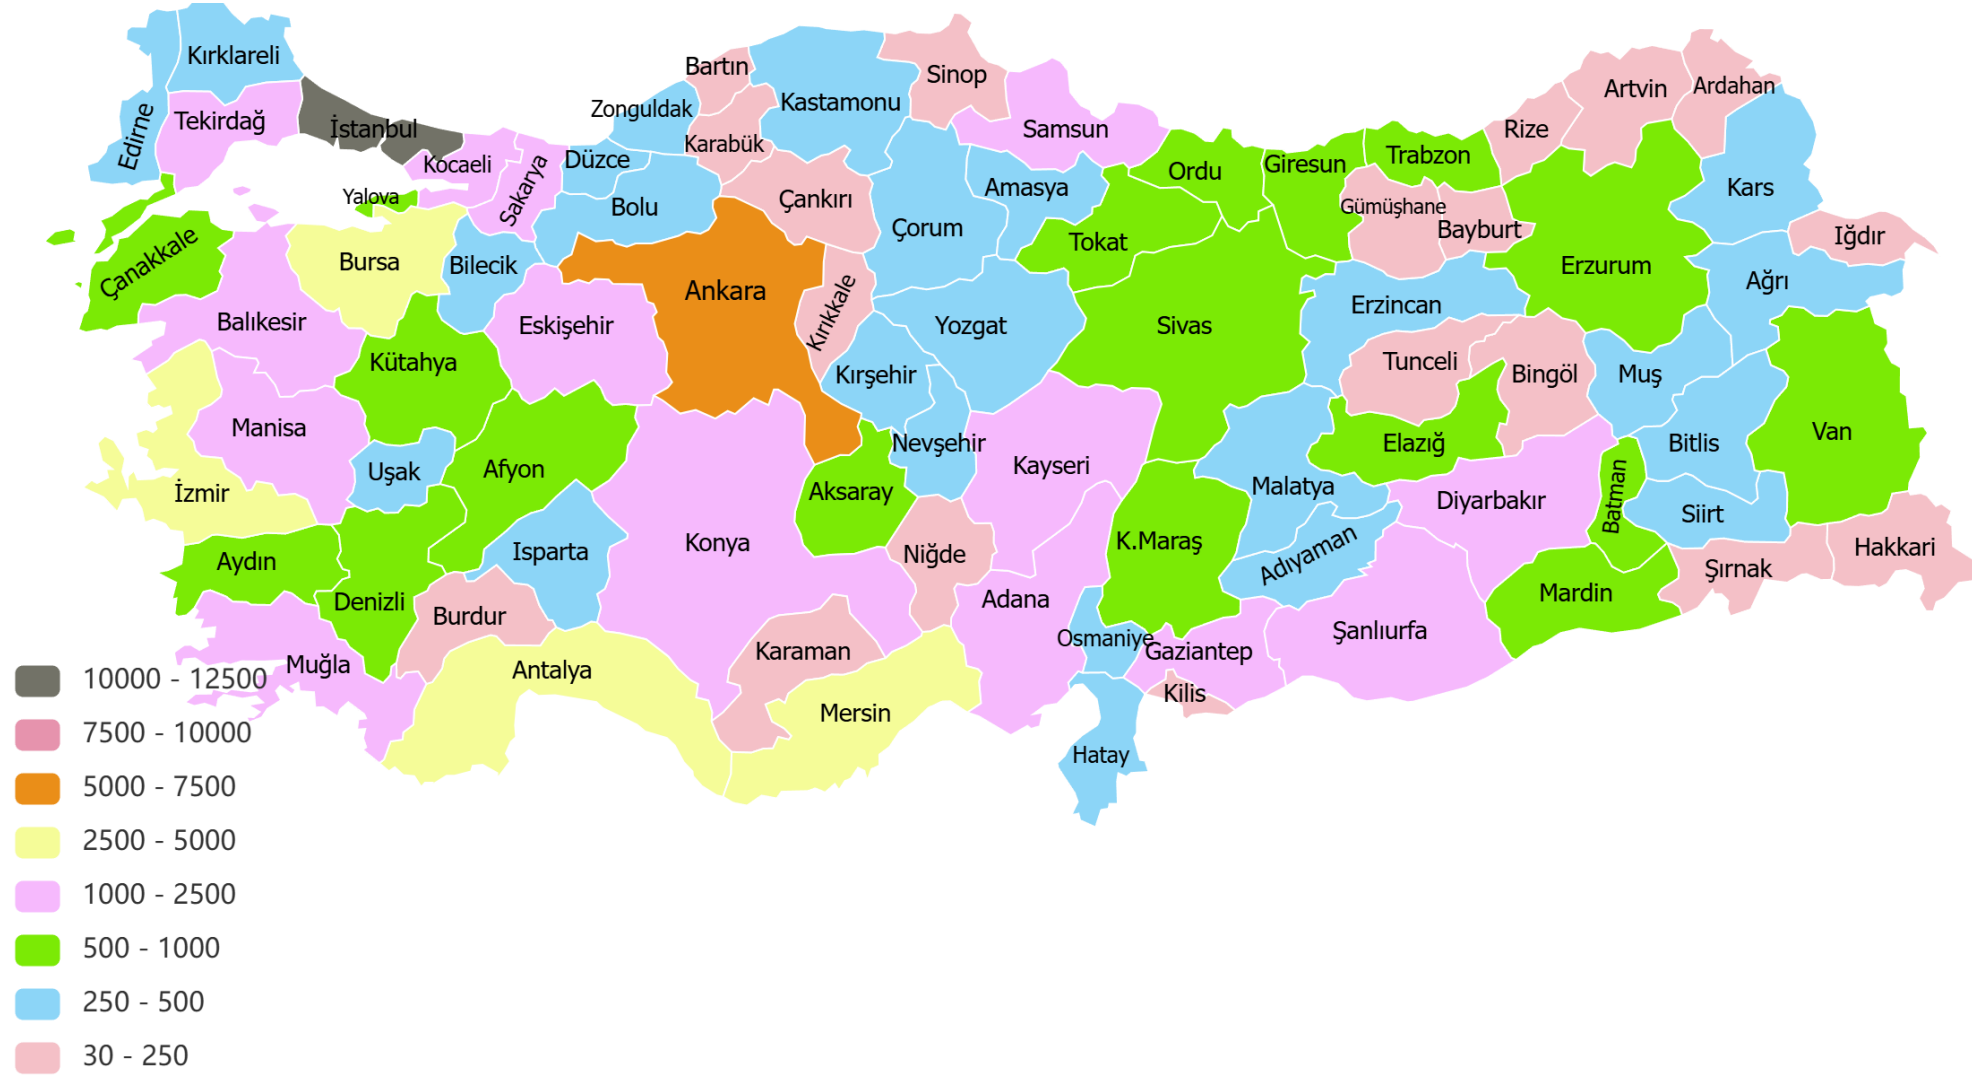 Kırklareli
Bartın
Sinop
Artvin
Ardahan
Edirne
Tekirdağ
İstanbul
Zonguldak
Kastamonu
Samsun
Rize
Kocaeli
Sakarya
Düzce
Karabük
Trabzon
Yalova
Bolu
Çankırı
Amasya
Ordu
Giresun
Kars
Gümüşhane
Bayburt
Iğdır
Çanakkale
Bursa
Bilecik
Çorum
Tokat
Erzurum
Ağrı
Balıkesir
Eskişehir
Ankara
Kırıkkale
Yozgat
Sivas
Erzincan
Kütahya
Kırşehir
Tunceli
Bingöl
Muş
Manisa
Nevşehir
Elazığ
Bitlis
Van
Uşak
Afyon
Kayseri
İzmir
Aksaray
Malatya
Diyarbakır
Batman
Siirt
Aydın
Isparta
Konya
Niğde
K.Maraş
Adıyaman
Şırnak
Hakkari
Denizli
Burdur
Adana
Mardin
Osmaniye
Şanlıurfa
Muğla
Antalya
Karaman
Gaziantep
Kilis
Mersin
Hatay
10000 - 12500
7500 - 10000
5000 - 7500
2500 - 5000
1000 - 2500
500 - 1000
250 - 500
30 - 250